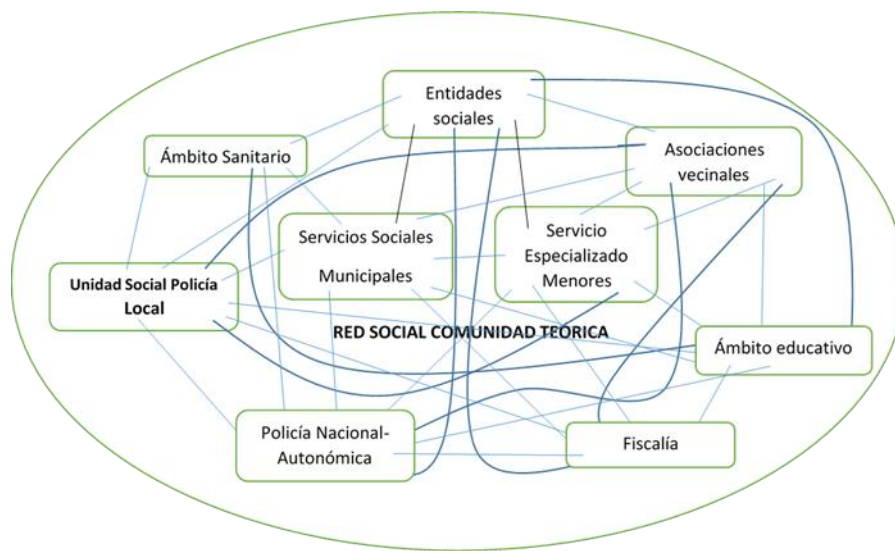 Entidades
sociales
Ámbito Sanitario
Asociaciones
vecinales
Servicios Sociales
Municipales
Servicio
Especializado
Menores
Unidad Social Policía
Local
RED SOCIAL COMUNIDAD TEÓRICA
Ámbito educativo
Policía Nacional-
Autonómica
Fiscalía